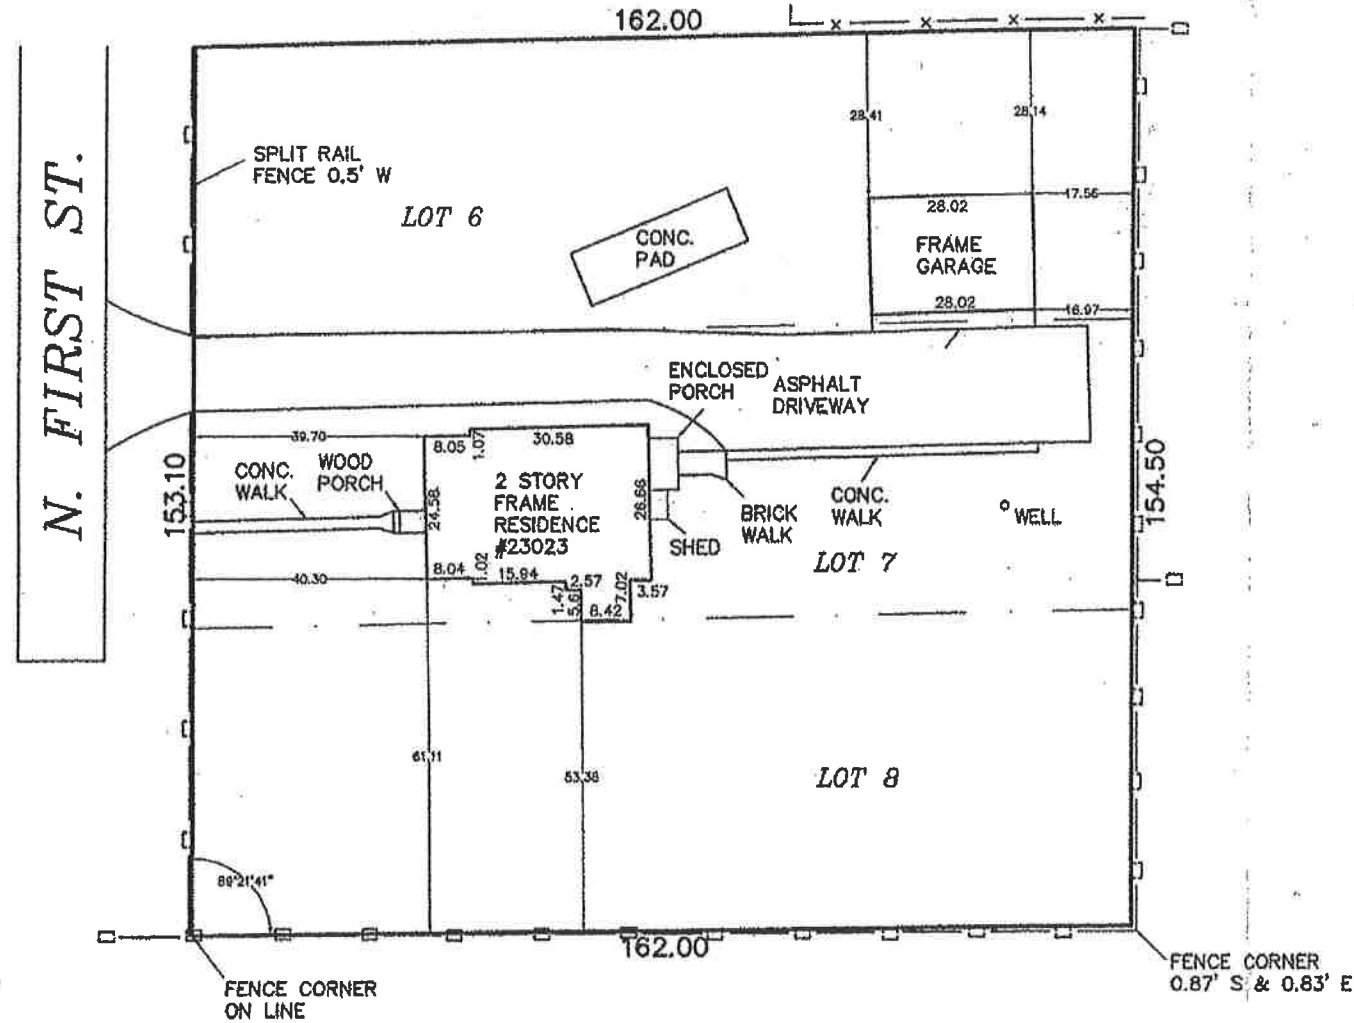 162.00
x x x x
N. FIRST ST.
SPLIT RAIL
FENCE 0.5' W
LOT 6
CONC.
PAD
28.41
28.14
28.02
17.56
FRAME
GARAGE
28.02
16.97
ENCLOSED
PORCH
ASPHALT
DRIVEWAY
39.70
8.05
1.07
30.58
153.10
CONC.
WALK
WOOD
PORCH
24.58
2 STORY
FRAME
RESIDENCE
#23023
26.66
SHED
BRICK
WALK
CONC.
WALK
WELL
154.50
LOT 7
40.30
8.04
1.02
15.94
2.57
1.47
8.42
7.02
3.57
61.11
53.38
LOT 8
89°21'41"
162.00
FENCE CORNER
ON LINE
FENCE CORNER
0.87' S & 0.83' E